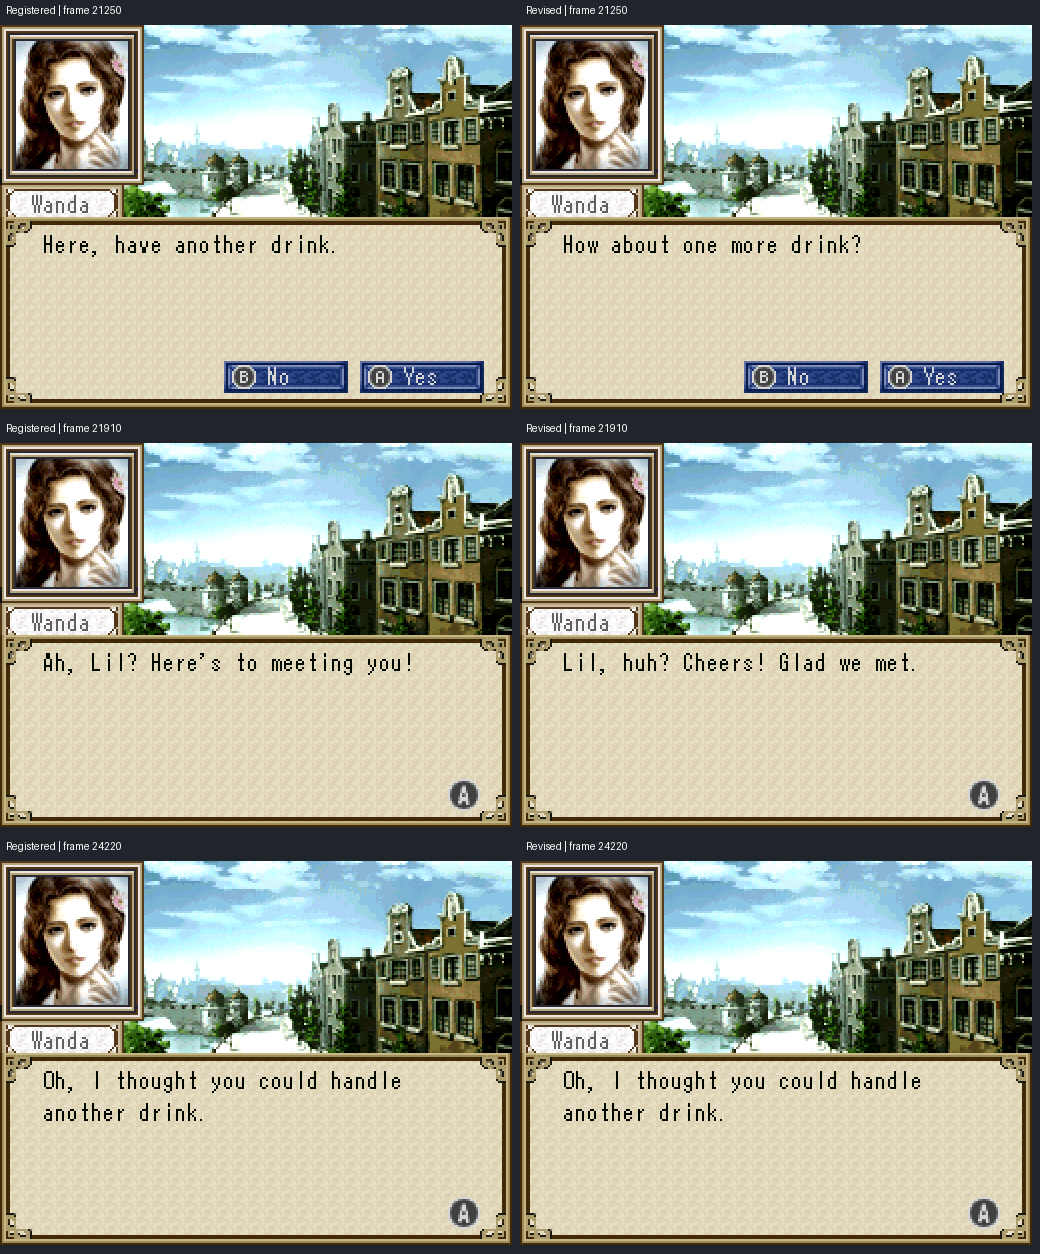 Registered | frame 21250
Revised | frame 21250
Wanda
Here, have another drink.
B No
A Yes
Wanda
How about one more drink?
B No
A Yes
Registered | frame 21910
Revised | frame 21910
Wanda
Ah, Lil? Here's to meeting you!
A
Wanda
Lil, huh? Cheers! Glad we met.
A
Registered | frame 24220
Revised | frame 24220
Wanda
Oh, I thought you could handle
another drink.
A
Wanda
Oh, I thought you could handle
another drink.
A